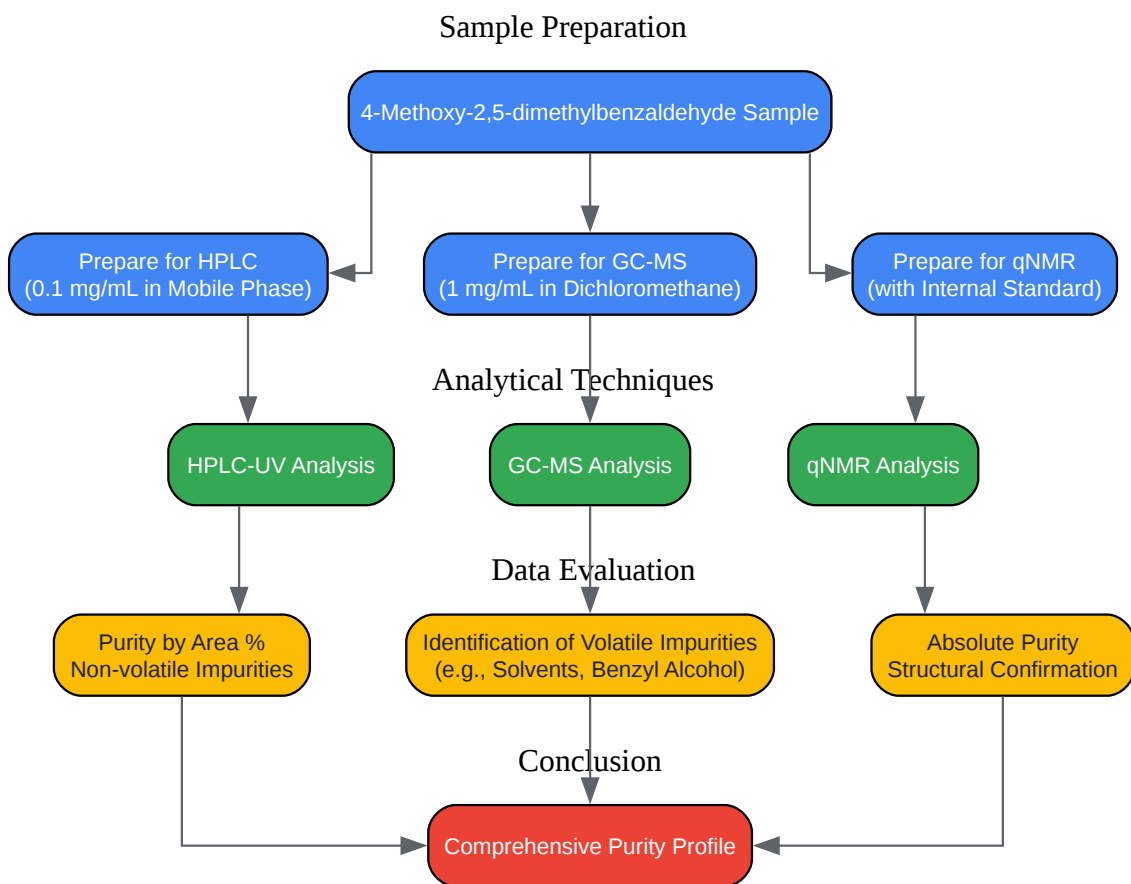 Sample Preparation
4-Methoxy-2,5-dimethylbenzaldehyde Sample
Prepare for HPLC
(0.1 mg/mL in Mobile Phase)
Prepare for GC-MS
(1 mg/mL in Dichloromethane)
Prepare for qNMR
(with Internal Standard)
Analytical Techniques
HPLC-UV Analysis
GC-MS Analysis
qNMR Analysis
Data Evaluation
Purity by Area %
Non-volatile Impurities
Identification of Volatile Impurities
(e.g., Solvents, Benzyl Alcohol)
Absolute Purity
Structural Confirmation
Conclusion
Comprehensive Purity Profile